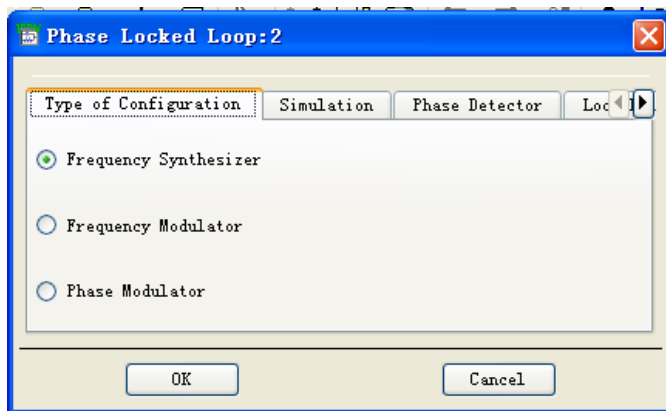 Phase Locked Loop:2
Type of Configuration Simulation Phase Detector
Frequency Synthesizer
Frequency Modulator
Phase Modulator
OK Cancel